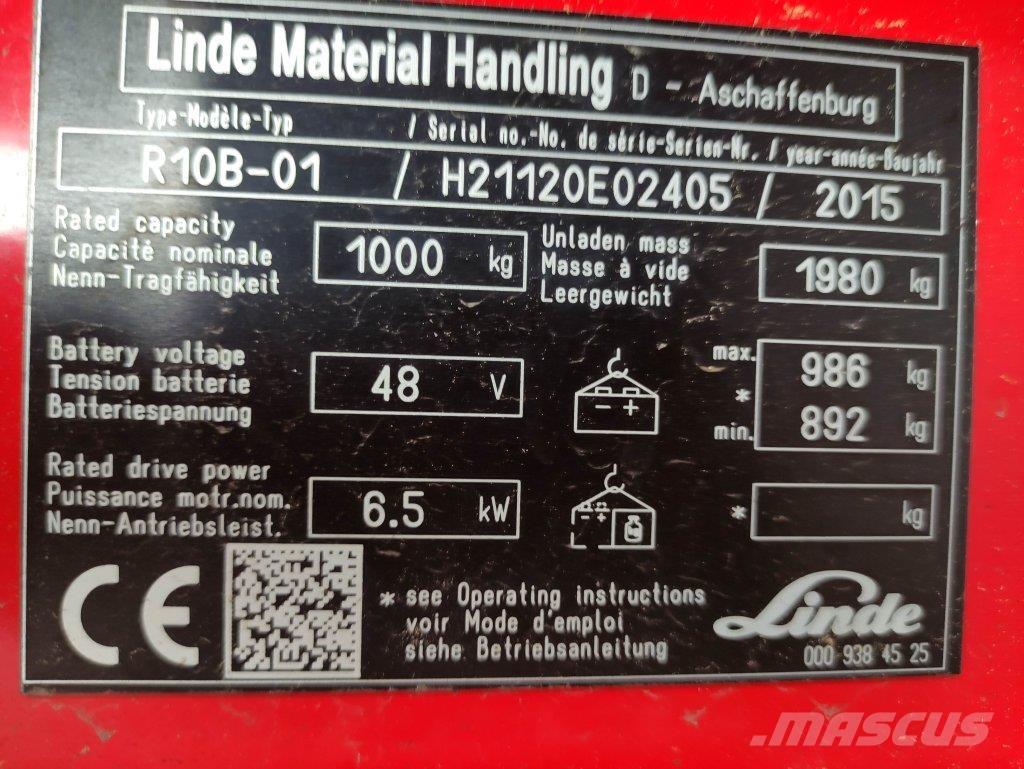 Linde Material Handling D - Aschaffenburg
Type-Modèle-Typ / Serial no.-No. de série-Serien-Nr. / year-année-Baujahr
R10B-01 / H21120E02405 / 2015
Rated capacity
Capacité nominale
Nenn-Tragfähigkeit
1000 kg
Unladen mass
Masse à vide
Leergewicht
1980 kg
Battery voltage
Tension batterie
Batteriespannung
48 V
- +
max. 986 kg
*
min. 892 kg
Rated drive power
Puissance motr.nom.
Nenn-Antriebsleist.
6.5 kW
- +
* kg
CE
* see Operating instructions
voir Mode d'emploi
siehe Betriebsanleitung
Linde
000 938 45 25
MASCUS